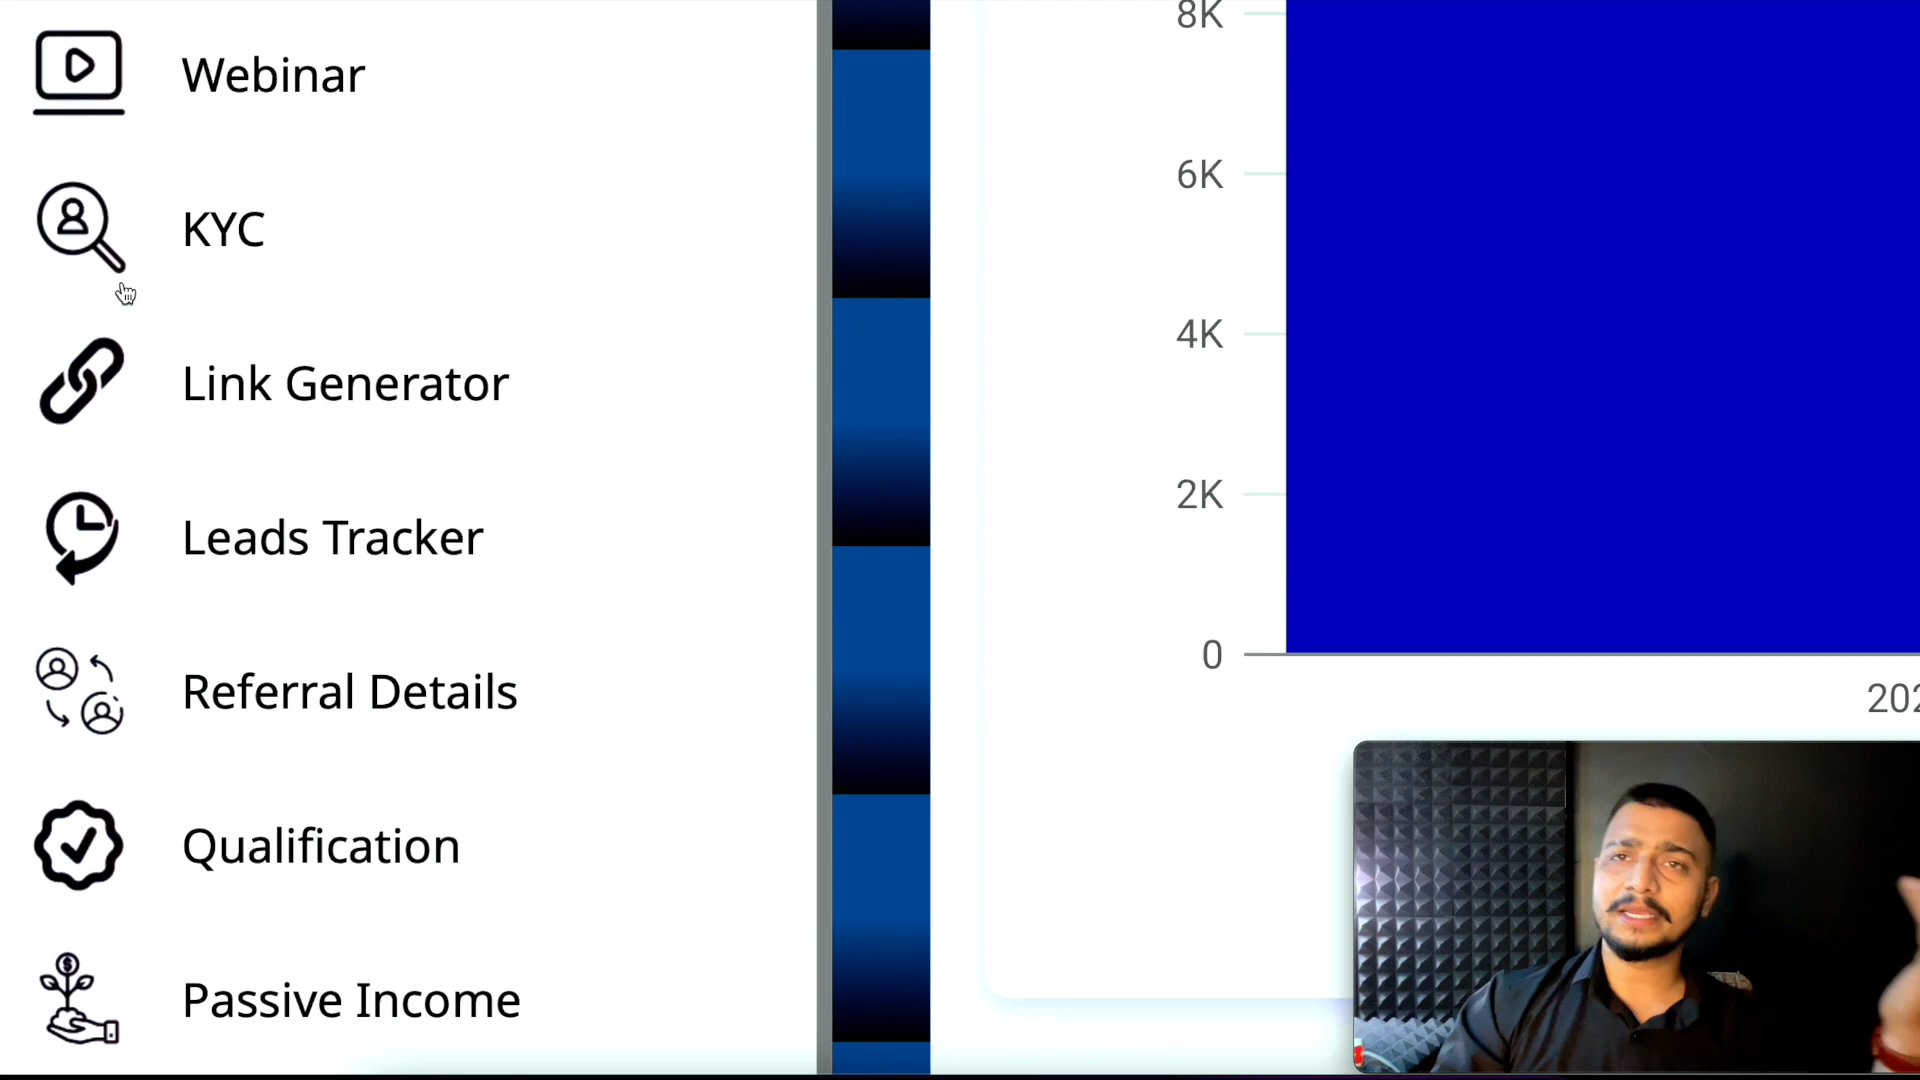 Webinar
KYC
Link Generator
Leads Tracker
Referral Details
Qualification
Passive Income
8K
6K
4K
2K
0